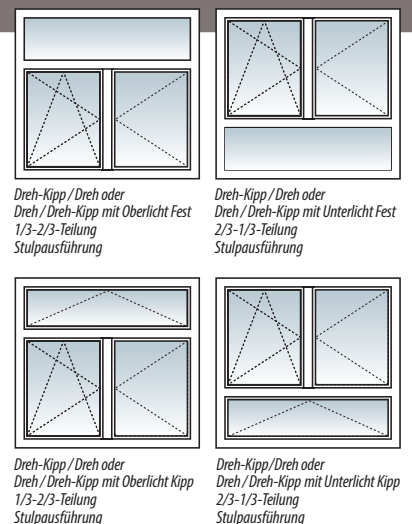 Dreh-Kipp / Dreh oder
Dreh / Dreh-Kipp mit Oberlicht Fest
1/3-2/3-Teilung
Stulpausführung
Dreh-Kipp / Dreh oder
Dreh / Dreh-Kipp mit Unterlicht Fest
2/3-1/3-Teilung
Stulpausführung
Dreh-Kipp / Dreh oder
Dreh / Dreh-Kipp mit Oberlicht Kipp
1/3-2/3-Teilung
Stulpausführung
Dreh-Kipp/Dreh oder
Dreh / Dreh-Kipp mit Unterlicht Kipp
2/3-1/3-Teilung
Stulpausführung